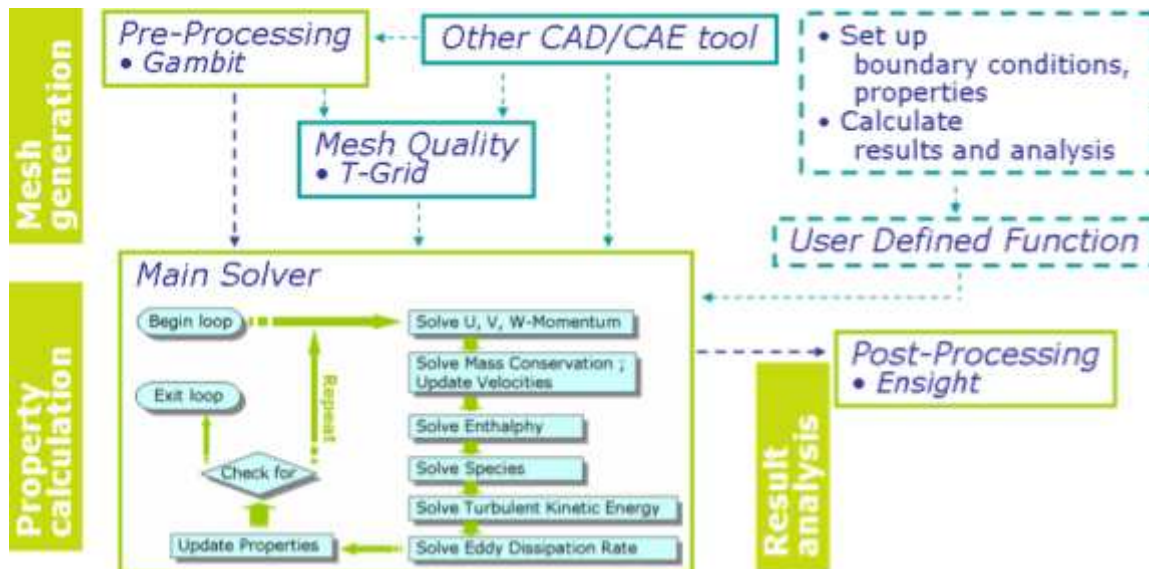 Mesh
generation
Pre-Processing
• Gambit
Other CAD/CAE tool
• Set up
boundary conditions,
properties
• Calculate
results and analysis
Mesh Quality
• T-Grid
User Defined Function
Property
calculation
Main Solver
Begin loop
Solve U, V, W-Momentum
Solve Mass Conservation ;
Update Velocities
Repeat
Exit loop
Solve Enthalphy
Check for
Solve Species
Solve Turbulent Kinetic Energy
Update Properties
Solve Eddy Dissipation Rate
Result
analysis
Post-Processing
• Ensight